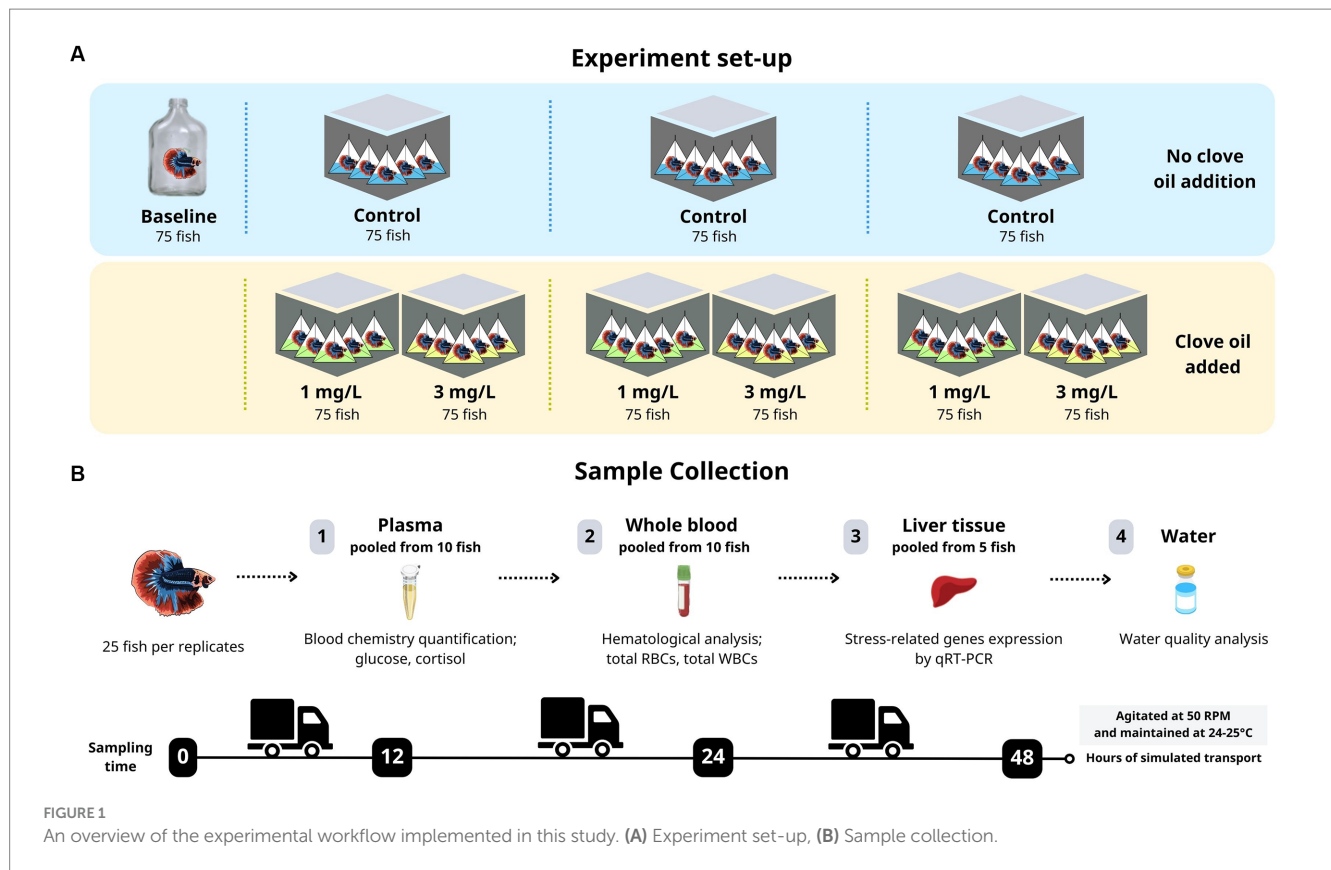 A
Experiment set-up
Baseline
75 fish
Control
75 fish
Control
75 fish
Control
75 fish
No clove
oil addition
1 mg/L
75 fish
3 mg/L
75 fish
1 mg/L
75 fish
3 mg/L
75 fish
1 mg/L
75 fish
3 mg/L
75 fish
Clove oil
added
B
Sample Collection
25 fish per replicates
1
Plasma
pooled from 10 fish
Blood chemistry quantification;
glucose, cortisol
2
Whole blood
pooled from 10 fish
Hematological analysis;
total RBCs, total WBCs
3
Liver tissue
pooled from 5 fish
Stress-related genes expression
by qRT-PCR
4
Water
Water quality analysis
Sampling
time
0
12
24
48
Agitated at 50 RPM
and maintained at 24-25°C
Hours of simulated transport
FIGURE 1
An overview of the experimental workflow implemented in this study. (A) Experiment set-up, (B) Sample collection.